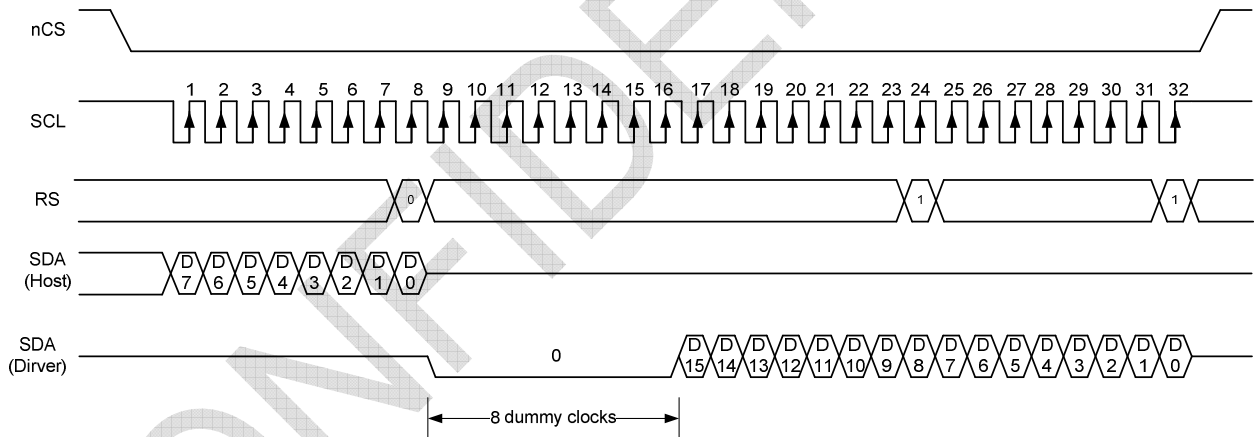 nCS
1 2 3 4 5 6 7 8 9 10 11 12 13 14 15 16 17 18 19 20 21 22 23 24 25 26 27 28 29 30 31 32
SCL
RS 0 1 1
SDA
(Host)
D7 D6 D5 D4 D3 D2 D1 D0
SDA
(Dirver)
0
D15 D14 D13 D12 D11 D10 D9 D8 D7 D6 D5 D4 D3 D2 D1 D0
8 dummy clocks